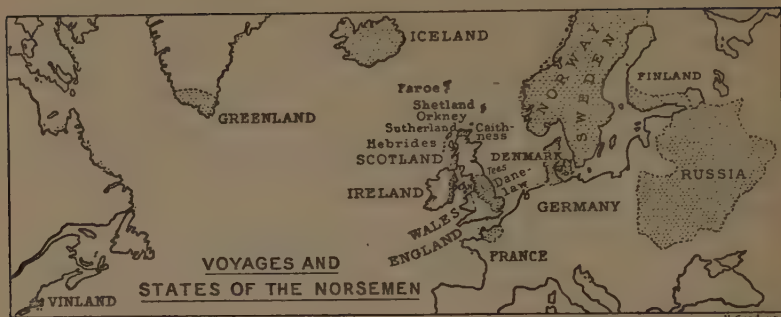 ICELAND
NORWAY
SWEDEN
FINLAND
Faroe
Shetland
Orkney
GREENLAND
Sutherland
Caith-
ness
Hebrides
SCOTLAND
DENMARK
Tees
Dane-
law
IRELAND
RUSSIA
WALES
GERMANY
ENGLAND
FRANCE
VOYAGES AND
STATES OF THE NORSEMEN
VINLAND